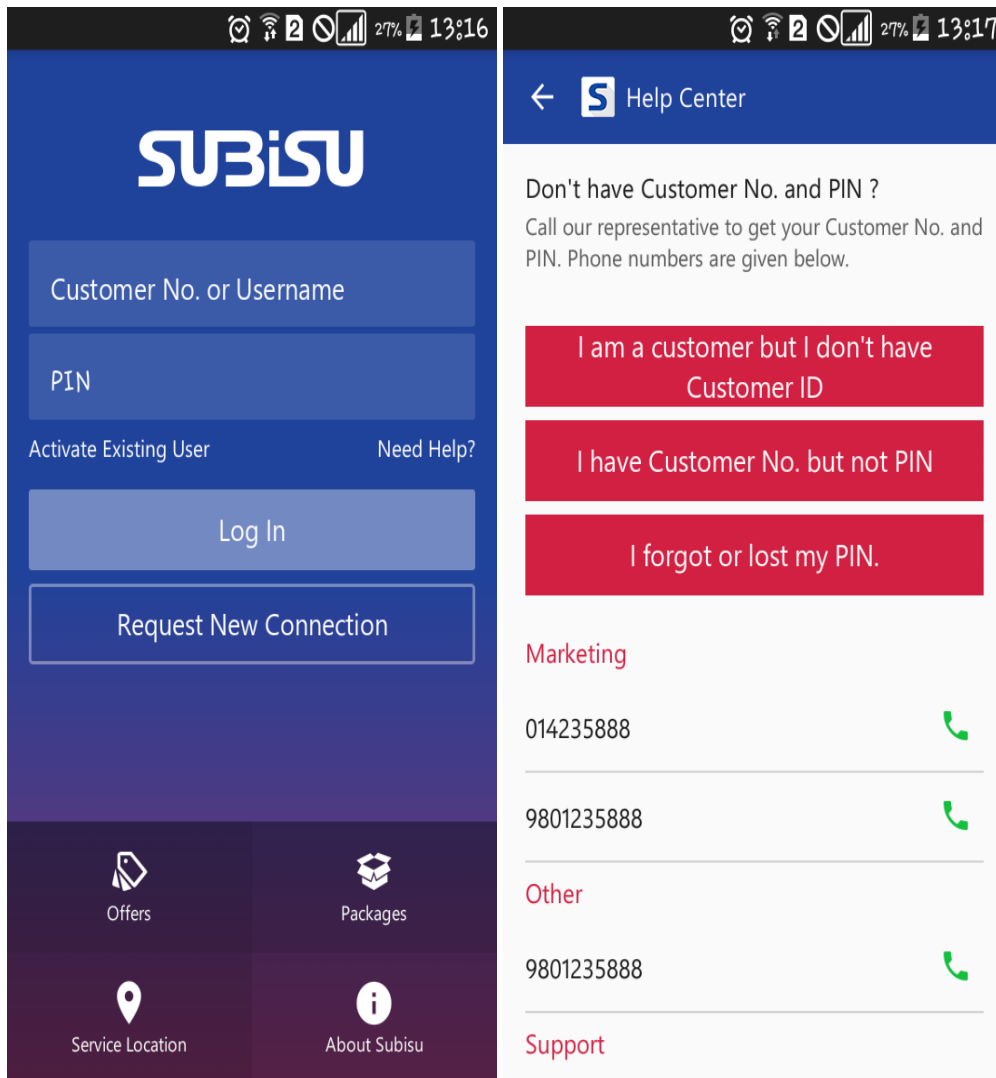 2 27% 13:16
SUBiSU
Customer No. or Username
PIN
Activate Existing User
Need Help?
Log In
Request New Connection
Offers
Packages
Service Location
About Subisu
2 27% 13:17
S Help Center
Don't have Customer No. and PIN ?
Call our representative to get your Customer No. and
PIN. Phone numbers are given below.
I am a customer but I don't have
Customer ID
I have Customer No. but not PIN
I forgot or lost my PIN.
Marketing
014235888
9801235888
Other
9801235888
Support